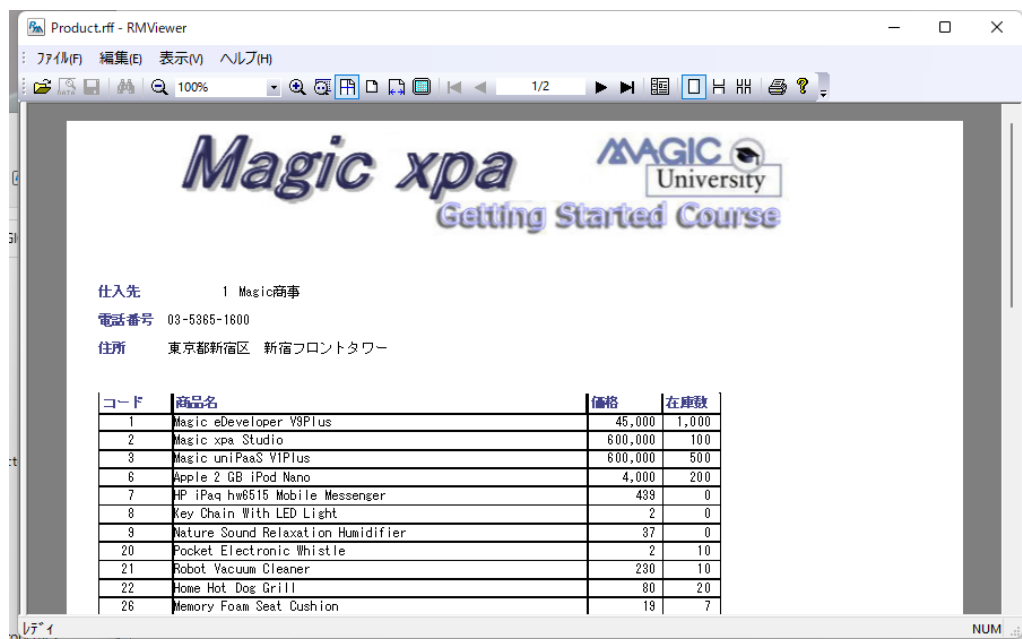 Product.rff - RMViewer
ファイル(F) 編集(E) 表示(V) ヘルプ(H)
100% 1/2
Magic xpa MAGIC University
Getting Started Course
仕入先 1 Magic商事
電話番号 03-5365-1600
住所 東京都新宿区 新宿フロントタワー
コード 商品名 価格 在庫数
1 Magic eDeveloper V9Plus 45,000 1,000
2 Magic xpa Studio 600,000 100
3 Magic uniPaaS V1Plus 600,000 500
6 Apple 2 GB iPod Nano 4,000 200
7 HP iPaq hw6515 Mobile Messenger 439 0
8 Key Chain With LED Light 2 0
9 Nature Sound Relaxation Humidifier 37 0
20 Pocket Electronic Whistle 2 10
21 Robot Vacuum Cleaner 230 10
22 Home Hot Dog Grill 80 20
26 Memory Foam Seat Cushion 19 7
レディ NUM